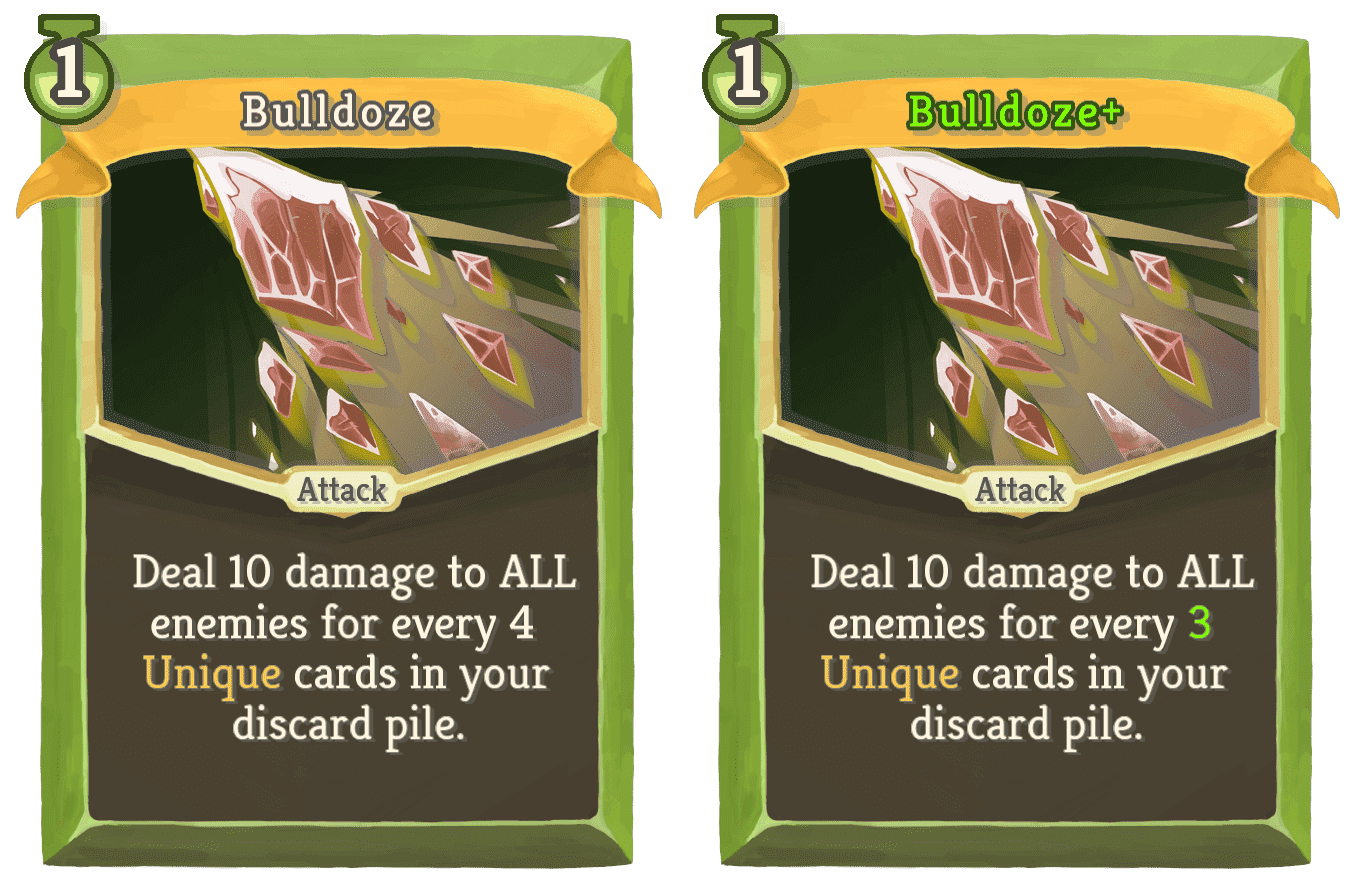 1
Bulldoze
Attack
Deal 10 damage to ALL
enemies for every 4
Unique cards in your
discard pile.
1
Bulldoze+
Attack
Deal 10 damage to ALL
enemies for every 3
Unique cards in your
discard pile.